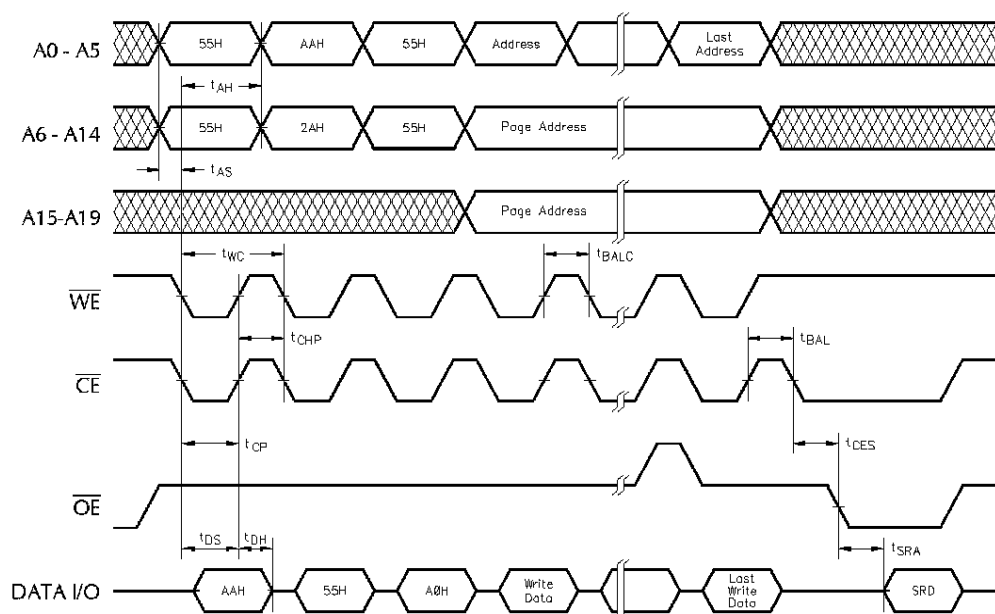 A0 - A5 55H AAH 55H Address Last Address
tAH
A6 - A14 55H 2AH 55H Page Address
tAS
A15-A19 Page Address
tWC tBALC
WE
tCHP tBAL
CE
tCP tOES
OE
tDS tDH tSRA
DATA I/O AAH 55H A0H Write Data Last Write Data SRD